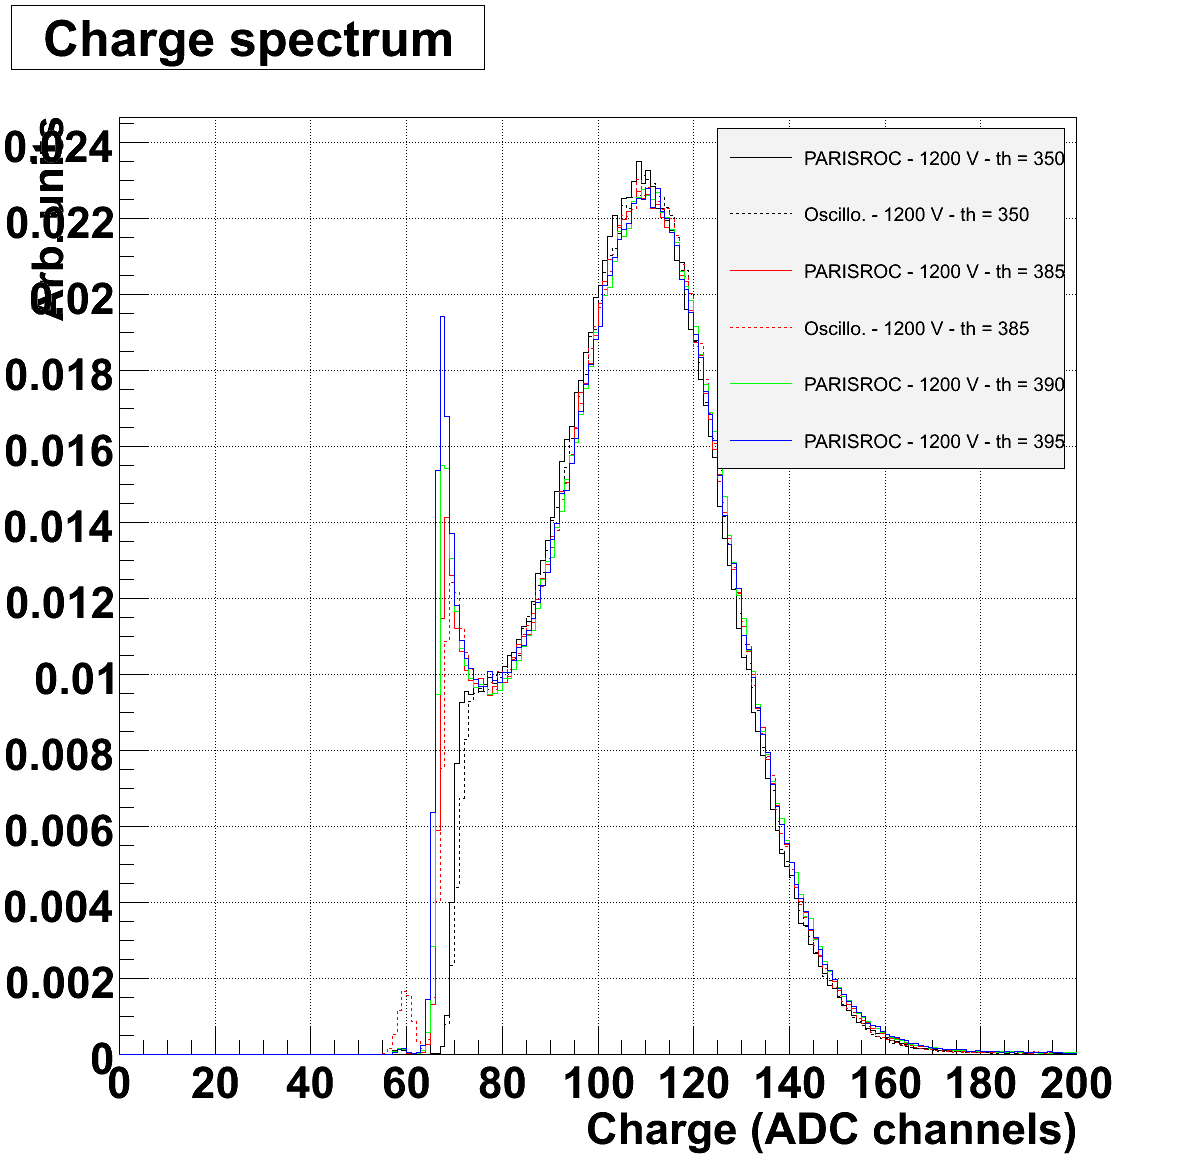 Charge spectrum
Arb. units
0.024
0.022
0.02
0.018
0.016
0.014
0.012
0.01
0.008
0.006
0.004
0.002
0
PARISROC - 1200 V - th = 350
Oscillo. - 1200 V - th = 350
PARISROC - 1200 V - th = 385
Oscillo. - 1200 V - th = 385
PARISROC - 1200 V - th = 390
PARISROC - 1200 V - th = 395
0 20 40 60 80 100 120 140 160 180 200
Charge (ADC channels)